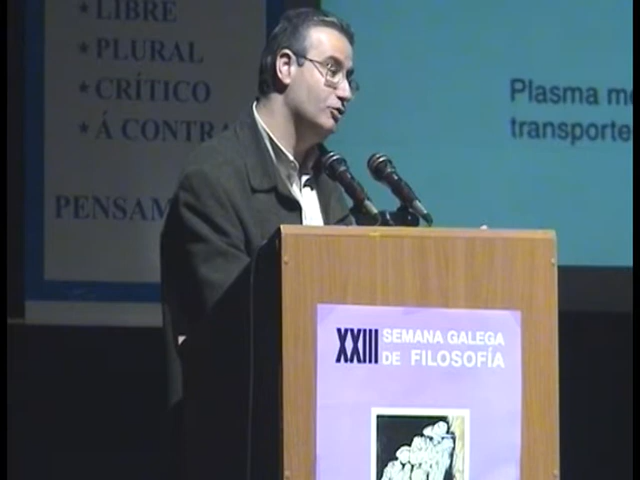 *LIBRE
*PLURAL
*CRÍTICO
*Á CONTRA
PENSAM
Plasma me
transporte
XXIII SEMANA GALEGA
DE FILOSOFÍA